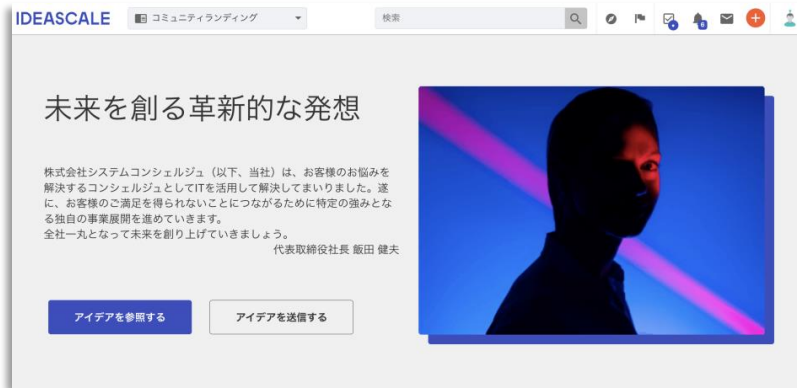 IDEASCALE
コミュニティランディング
検索
6
未来を創る革新的な発想
株式会社システムコンシェルジュ（以下、当社）は、お客様のお悩みを
解決するコンシェルジュとしてITを活用して解決してまいりました。遂
に、お客様のご満足を得られないことにつながるために特定の強みとな
る独自の事業展開を進めていきます。
全社一丸となって未来を創り上げていきましょう。
代表取締役社長 飯田 健夫
アイデアを参照する
アイデアを送信する